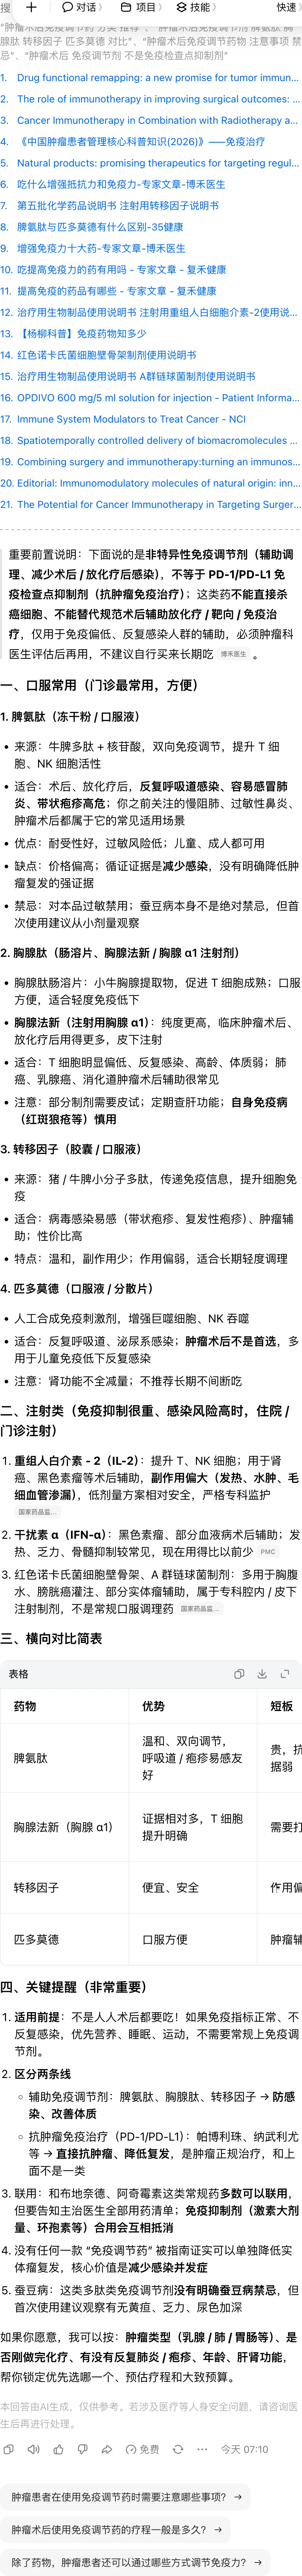 搜
对话〉
项目〉
技能〉
快速〉
“肿瘤术后免疫调节药 分类 推荐”、“肿瘤术后免疫调节剂 脾氨肽 胸
腺肽 转移因子 匹多莫德 对比”、“肿瘤术后免疫调节药物 注意事项 禁
忌”、“肿瘤术后 免疫调节剂 不是免疫检查点抑制剂”
1. Drug functional remapping: a new promise for tumor immun...
2. The role of immunotherapy in improving surgical outcomes: ...
3. Cancer Immunotherapy in Combination with Radiotherapy a...
4. 《中国肿瘤患者管理核心科普知识(2026)》——免疫治疗
5. Natural products: promising therapeutics for targeting regul...
6. 吃什么增强抵抗力和免疫力-专家文章-博禾医生
7. 第五批化学药品说明书 注射用转移因子说明书
8. 脾氨肽与匹多莫德有什么区别-35健康
9. 增强免疫力十大药-专家文章-博禾医生
10. 吃提高免疫力的药有用吗 - 专家文章 - 复禾健康
11. 提高免疫的药品有哪些 - 专家文章 - 复禾健康
12. 治疗用生物制品使用说明书 注射用重组人白细胞介素-2使用说...
13. 【杨柳科普】免疫药物知多少
14. 红色诺卡氏菌细胞壁骨架制剂使用说明书
15. 治疗用生物制品使用说明书 A群链球菌制剂使用说明书
16. OPDIVO 600 mg/5 ml solution for injection - Patient Informa...
17. Immune System Modulators to Treat Cancer - NCI
18. Spatiotemporally controlled delivery of biomacromolecules ...
19. Combining surgery and immunotherapy:turning an immunos...
20. Editorial: Immunomodulatory molecules of natural origin: inn...
21. The Potential for Cancer Immunotherapy in Targeting Surger...
重要前置说明：下面说的是非特异性免疫调节剂（辅助调
理、减少术后 / 放化疗后感染），不等于 PD-1/PD-L1 免
疫检查点抑制剂（抗肿瘤免疫治疗）；这类药不能直接杀
癌细胞、不能替代规范术后辅助放化疗 / 靶向 / 免疫治
疗，仅用于免疫偏低、反复感染人群的辅助，必须肿瘤科
医生评估后再用，不建议自行买来长期吃 博禾医生 。
一、口服常用（门诊最常用，方便）
1. 脾氨肽（冻干粉 / 口服液）
• 来源：牛脾多肽 + 核苷酸，双向免疫调节，提升 T 细
胞、NK 细胞活性
• 适合：术后、放化疗后，反复呼吸道感染、容易感冒肺
炎、带状疱疹高危；你之前关注的慢阻肺、过敏性鼻炎、
肿瘤术后都属于它的常见适用场景
• 优点：耐受性好，过敏风险低；儿童、成人都可用
• 缺点：价格偏高；循证证据是减少感染，没有明确降低肿
瘤复发的强证据
• 禁忌：对本品过敏禁用；蚕豆病本身不是绝对禁忌，但首
次使用建议从小剂量观察
2. 胸腺肽（肠溶片、胸腺法新 / 胸腺 α1 注射剂）
• 胸腺肽肠溶片：小牛胸腺提取物，促进 T 细胞成熟；口服
方便，适合轻度免疫低下
• 胸腺法新（注射用胸腺 α1）：纯度更高，临床肿瘤术后、
放化疗后用得更多，皮下注射
• 适合：T 细胞明显偏低、反复感染、高龄、体质弱；肺
癌、乳腺癌、消化道肿瘤术后辅助很常见
• 注意：部分制剂需要皮试；定期查肝功能；自身免疫病
（红斑狼疮等）慎用
3. 转移因子（胶囊 / 口服液）
• 来源：猪 / 牛脾小分子多肽，传递免疫信息，提升细胞免
疫
• 适合：病毒感染易感（带状疱疹、复发性疱疹）、肿瘤辅
助；性价比高
• 特点：温和，副作用少；作用偏弱，适合长期轻度调理
4. 匹多莫德（口服液 / 分散片）
• 人工合成免疫刺激剂，增强巨噬细胞、NK 吞噬
• 适合：反复呼吸道、泌尿系感染；肿瘤术后不是首选，多
用于儿童免疫低下反复感染
• 注意：肾功能不全减量；不推荐长期不间断吃
二、注射类（免疫抑制很重、感染风险高时，住院 /
门诊注射）
1. 重组人白介素 - 2（IL-2）：提升 T、NK 细胞；用于肾
癌、黑色素瘤等术后辅助，副作用偏大（发热、水肿、毛
细血管渗漏），低剂量方案相对安全，严格专科监护
国家药品监...
2. 干扰素 α（IFN-α）：黑色素瘤、部分血液病术后辅助；发
热、乏力、骨髓抑制较常见，现在用得比以前少 PMC
3. 红色诺卡氏菌细胞壁骨架、A 群链球菌制剂：多用于胸腹
水、膀胱癌灌注、部分实体瘤辅助，属于专科腔内 / 皮下
注射制剂，不是常规口服调理药 国家药品监...
三、横向对比简表
表格
药物 优势 短板
脾氨肽 温和、双向调节，呼吸道 / 疱疹易感友好 贵，抗
据弱
胸腺法新（胸腺 α1） 证据相对多，T 细胞提升明确 需要打
转移因子 便宜、安全 作用偏
匹多莫德 口服方便 肿瘤辅
四、关键提醒（非常重要）
1. 适用前提：不是人人术后都要吃！如果免疫指标正常、不
反复感染，优先营养、睡眠、运动，不需要常规上免疫调
节剂。
2. 区分两条线
◦ 辅助免疫调节剂：脾氨肽、胸腺肽、转移因子 → 防感
染、改善体质
◦ 抗肿瘤免疫治疗（PD-1/PD-L1）：帕博利珠、纳武利尤
等 → 直接抗肿瘤、降低复发，是肿瘤正规治疗，和上
面不是一类
3. 联用：和布地奈德、阿奇霉素这类常规药多数可以联用，
但要告知主治医生全部用药清单；免疫抑制剂（激素大剂
量、环孢素等）合用会互相抵消
4. 没有任何一款 “免疫药” 被指南证实可以单独降低实
体瘤复发，核心价值是减少感染并发症
5. 蚕豆病：这类多肽类免疫调节剂没有明确蚕豆病禁忌，但
首次使用建议观察有无黄疸、乏力、尿色加深
如果你愿意，我可以按：肿瘤类型（乳腺 / 肺 / 胃肠等）、是
否刚做完化疗、有没有反复肺炎 / 疱疹、年龄、肝肾功能，
帮你锁定优先选哪一个、预估疗程和大致预算。
本回答由AI生成，仅供参考。若涉及医疗等人身安全问题，请咨询医
生后再进行处理。
免费
今天 07:10
肿瘤患者在使用免疫调节药时需要注意哪些事项？ →
肿瘤术后使用免疫调节药的疗程一般是多久？ →
除了药物，肿瘤患者还可以通过哪些方式调节免疫力？ →